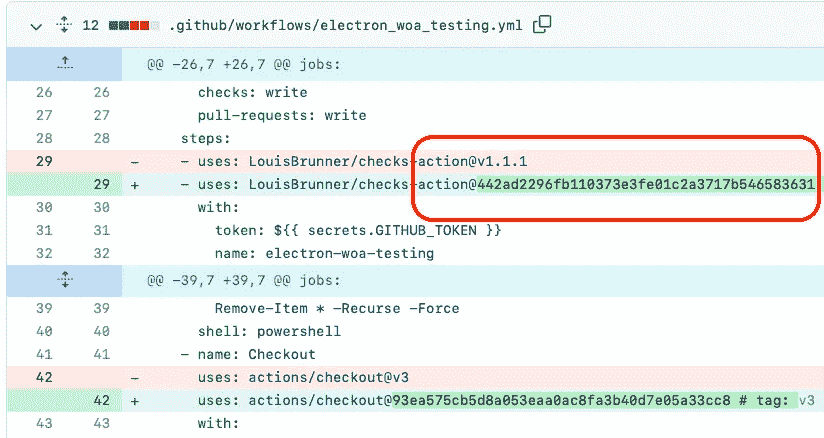 12 .github/workflows/electron_woa_testing.yml
@@ -26,7 +26,7 @@ jobs:
26 26 checks: write
27 27 pull-requests: write
28 28 steps:
29 - - uses: LouisBrunner/checks-action@v1.1.1
29 + - uses: LouisBrunner/checks-action@442ad2296fb110373e3fe01c2a3717b546583631
30 30 with:
31 31 token: ${{ secrets.GITHUB_TOKEN }}
32 32 name: electron-woa-testing
@@ -39,7 +39,7 @@ jobs:
39 39 Remove-Item * -Recurse -Force
40 40 shell: powershell
41 41 - name: Checkout
42 - uses: actions/checkout@v3
42 + uses: actions/checkout@93ea575cb5d8a053eaa0ac8fa3b40d7e05a33cc8 # tag: v3
43 43 with: